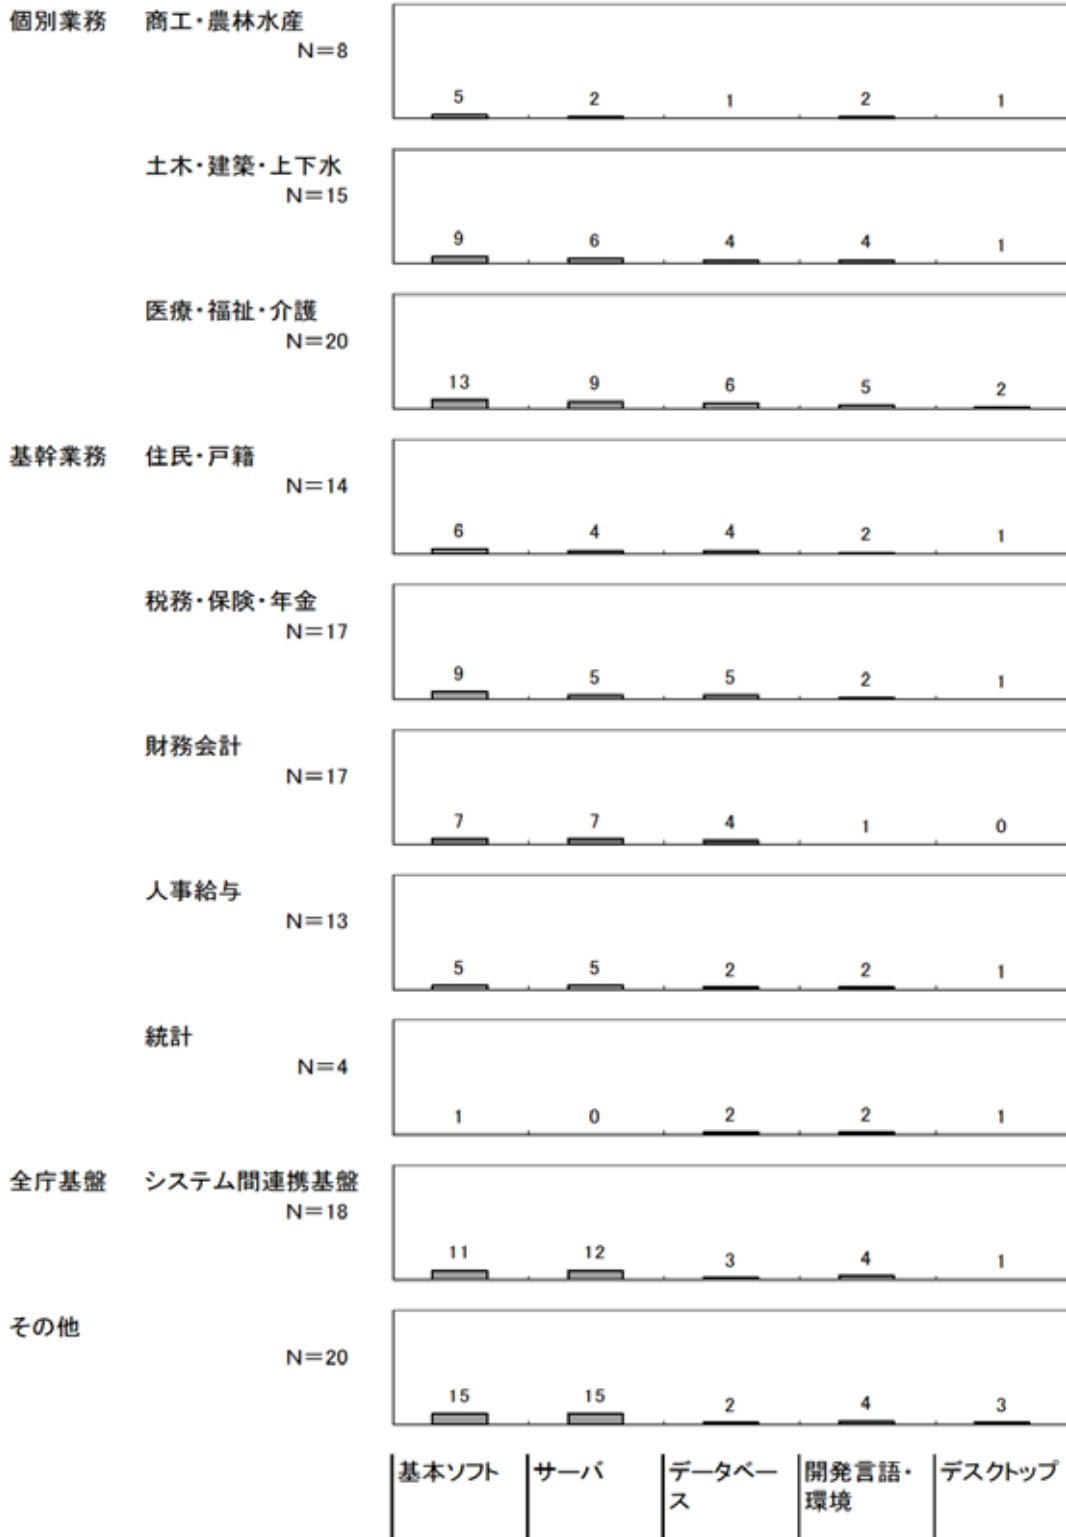 個別業務 商工・農林水産
N=8
5 2 1 2 1
土木・建築・上下水
N=15
9 6 4 4 1
医療・福祉・介護
N=20
13 9 6 5 2
基幹業務 住民・戸籍
N=14
6 4 4 2 1
税務・保険・年金
N=17
9 5 5 2 1
財務会計
N=17
7 7 4 1 0
人事給与
N=13
5 5 2 2 1
統計
N=4
1 0 2 2 1
全庁基盤 システム間連携基盤
N=18
11 12 3 4 1
その他
N=20
15 15 2 4 3
基本ソフト サーバ データベー 開発言語・ デスクトップ
ス 環境